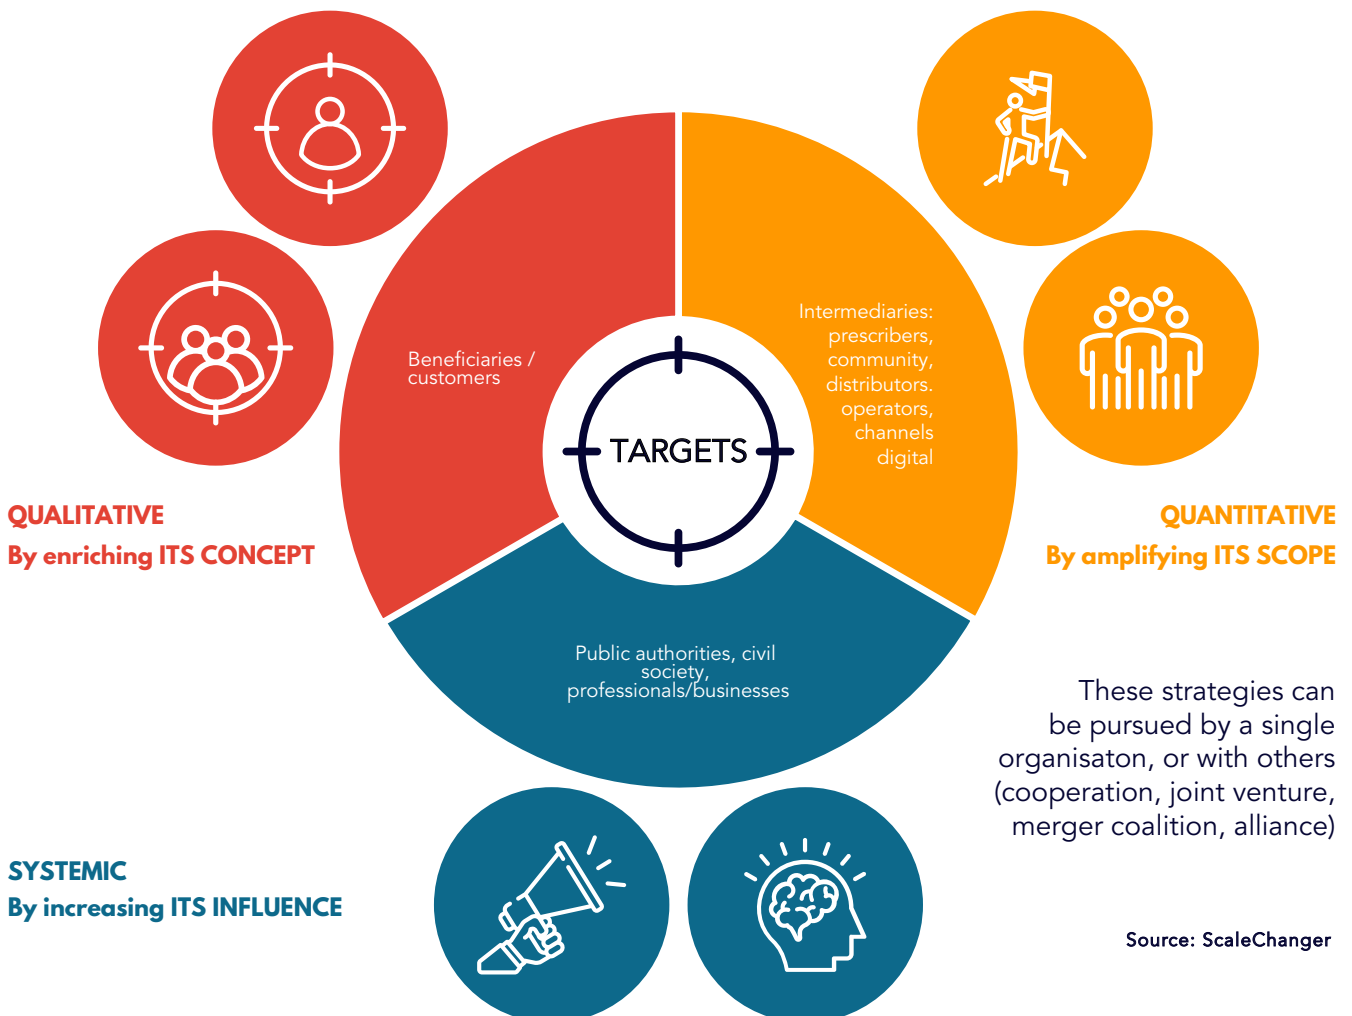 Intermediaries:
prescribers,
community,
distributors.
operators,
channels
digital
Beneficiaries /
customers
TARGETS
QUALITATIVE
By enriching ITS CONCEPT
QUANTITATIVE
By amplifying ITS SCOPE
Public authorities, civil
society,
professionals/businesses
These strategies can
be pursued by a single
organisaton, or with others
(cooperation, joint venture,
merger coalition, alliance)
SYSTEMIC
By increasing ITS INFLUENCE
Source: ScaleChanger